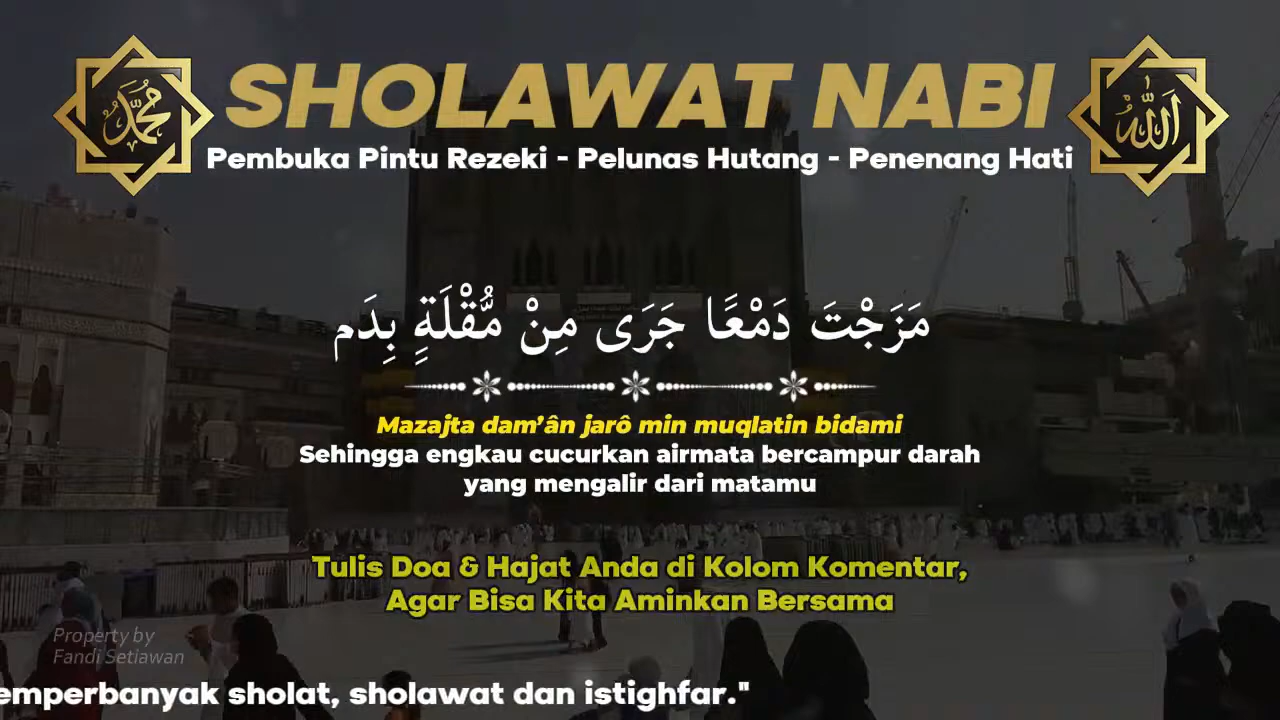 محمد
SHOLAWAT NABI
الله
Pembuka Pintu Rezeki - Pelunas Hutang - Penenang Hati
مَزَجْتَ دَمْعًا جَرَى مِنْ مُّقْلَةٍ بِدَم
Mazajta dam’ân jarô min muqlatin bidami
Sehingga engkau cucurkan airmata bercampur darah
yang mengalir dari matamu
Tulis Doa & Hajat Anda di Kolom Komentar,
Agar Bisa Kita Aminkan Bersama
Property by
Fandi Setiawan
emperbanyak sholat, sholawat dan istighfar."